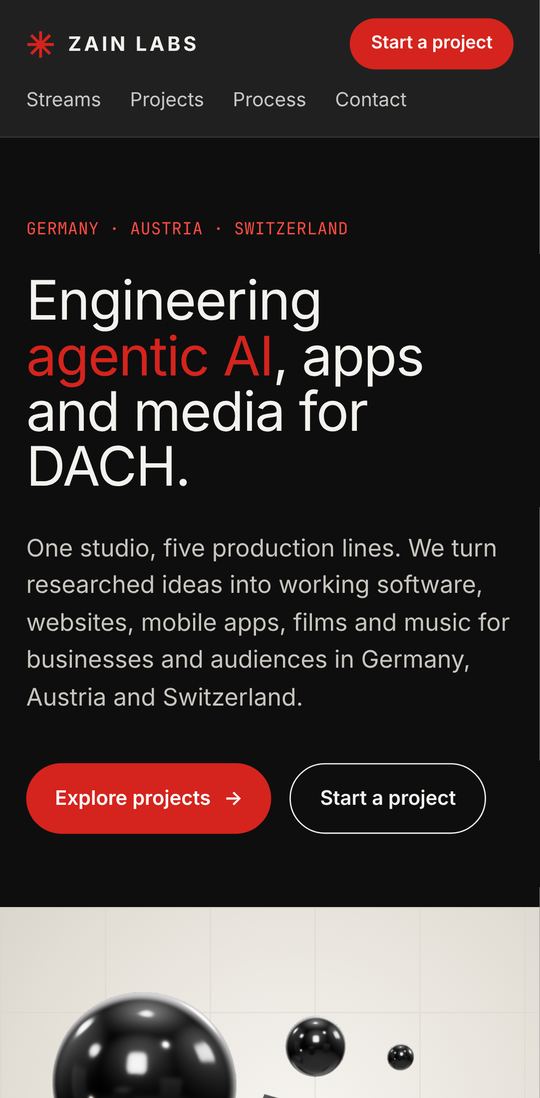 ZAIN LABS
Start a project
Streams Projects Process Contact
GERMANY · AUSTRIA · SWITZERLAND
Engineering
agentic AI, apps
and media for
DACH.
One studio, five production lines. We turn
researched ideas into working software,
websites, mobile apps, films and music for
businesses and audiences in Germany,
Austria and Switzerland.
Explore projects →
Start a project